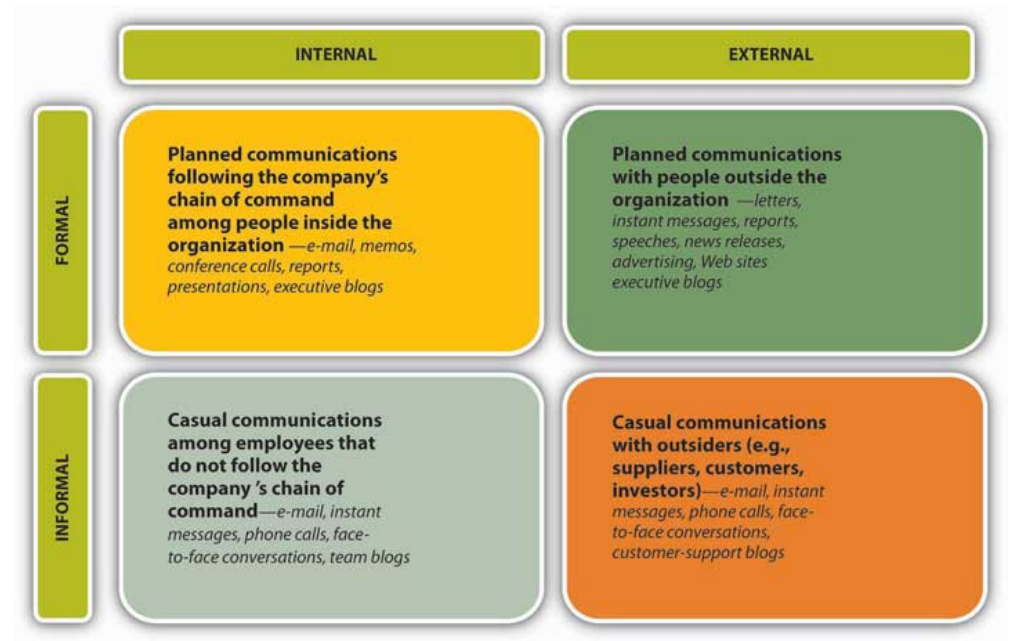 INTERNAL
EXTERNAL
FORMAL
Planned communications
following the company's
chain of command
among people inside the
organization —e-mail, memos,
conference calls, reports,
presentations, executive blogs
Planned communications
with people outside the
organization —letters,
instant messages, reports,
speeches, news releases,
advertising, Web sites
executive blogs
INFORMAL
Casual communications
among employees that
do not follow the
company 's chain of
command—e-mail, instant
messages, phone calls, face-
to-face conversations, team blogs
Casual communications
with outsiders (e.g.,
suppliers, customers,
investors)—e-mail, instant
messages, phone calls, face-
to-face conversations,
customer-support blogs